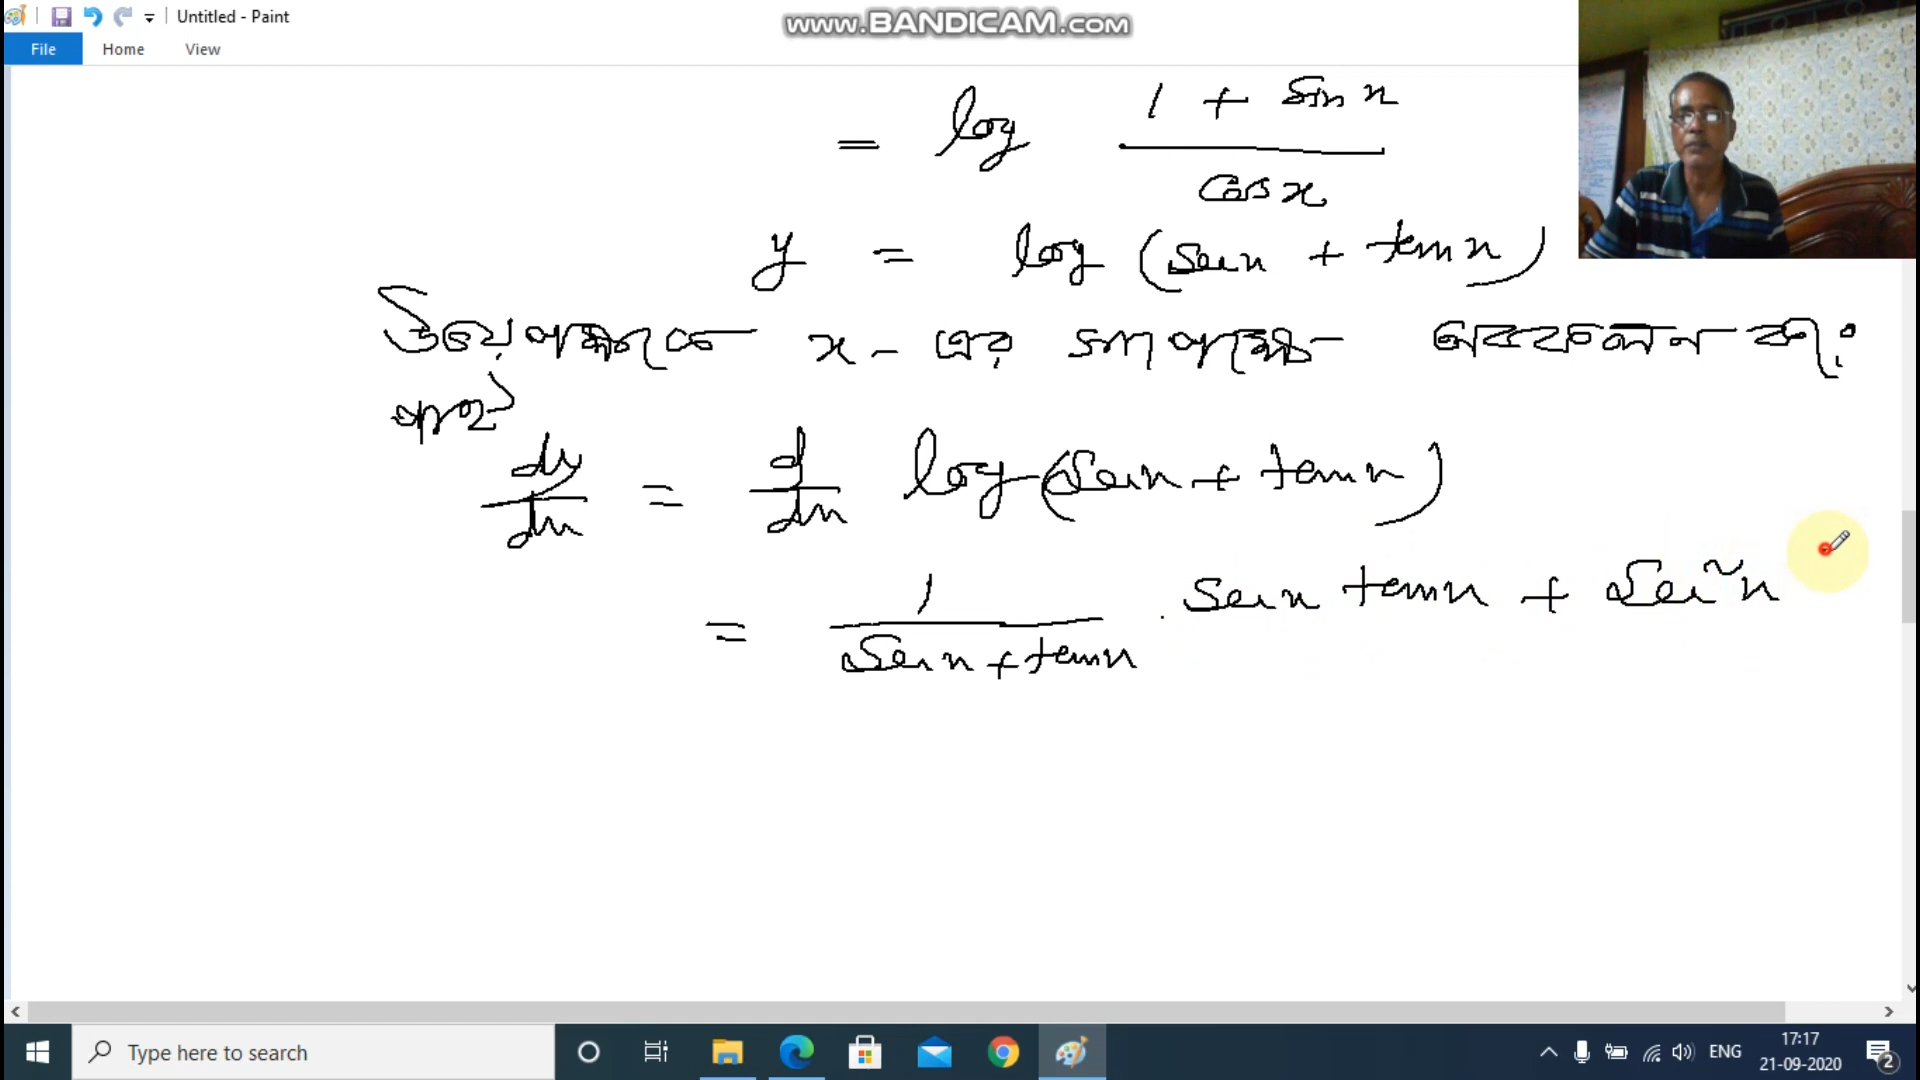 Untitled - Paint
www.BANDICAM.com
File Home View
= log (1 + sin x) / cos x
y = log (sec x + tan x)
উভয়পক্ষকে x - এর সাপেক্ষে অবকলন করে
পাই,
dy/dx = d/dx log (sec x + tan x)
= 1/(sec x + tan x) . sec x tan x + sec²x
Type here to search
ENG
17:17
21-09-2020
2